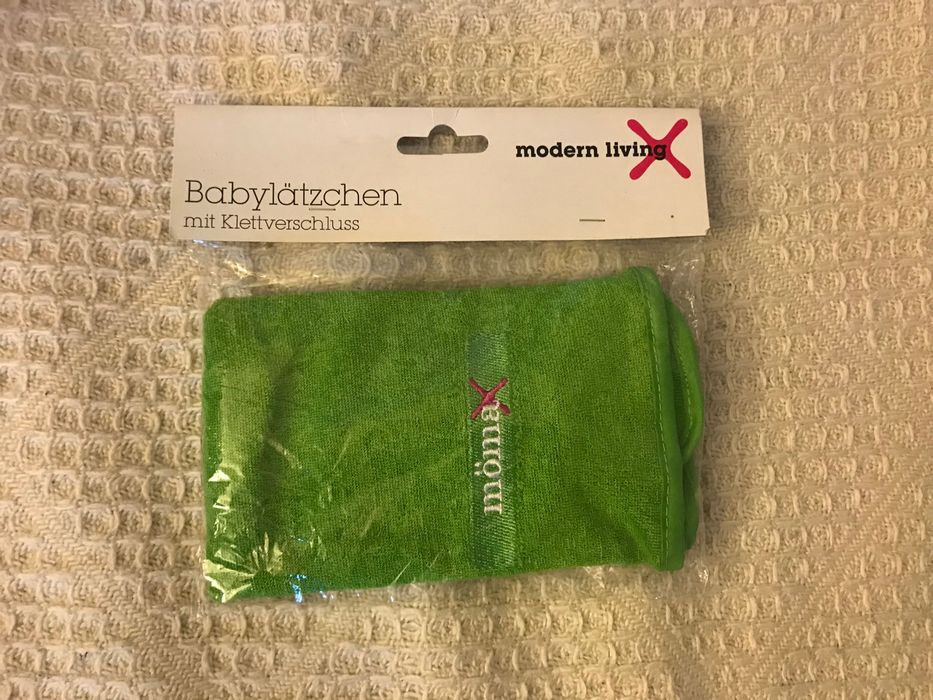 modern living
Babylätzchen
mit Klettverschluss
mömax